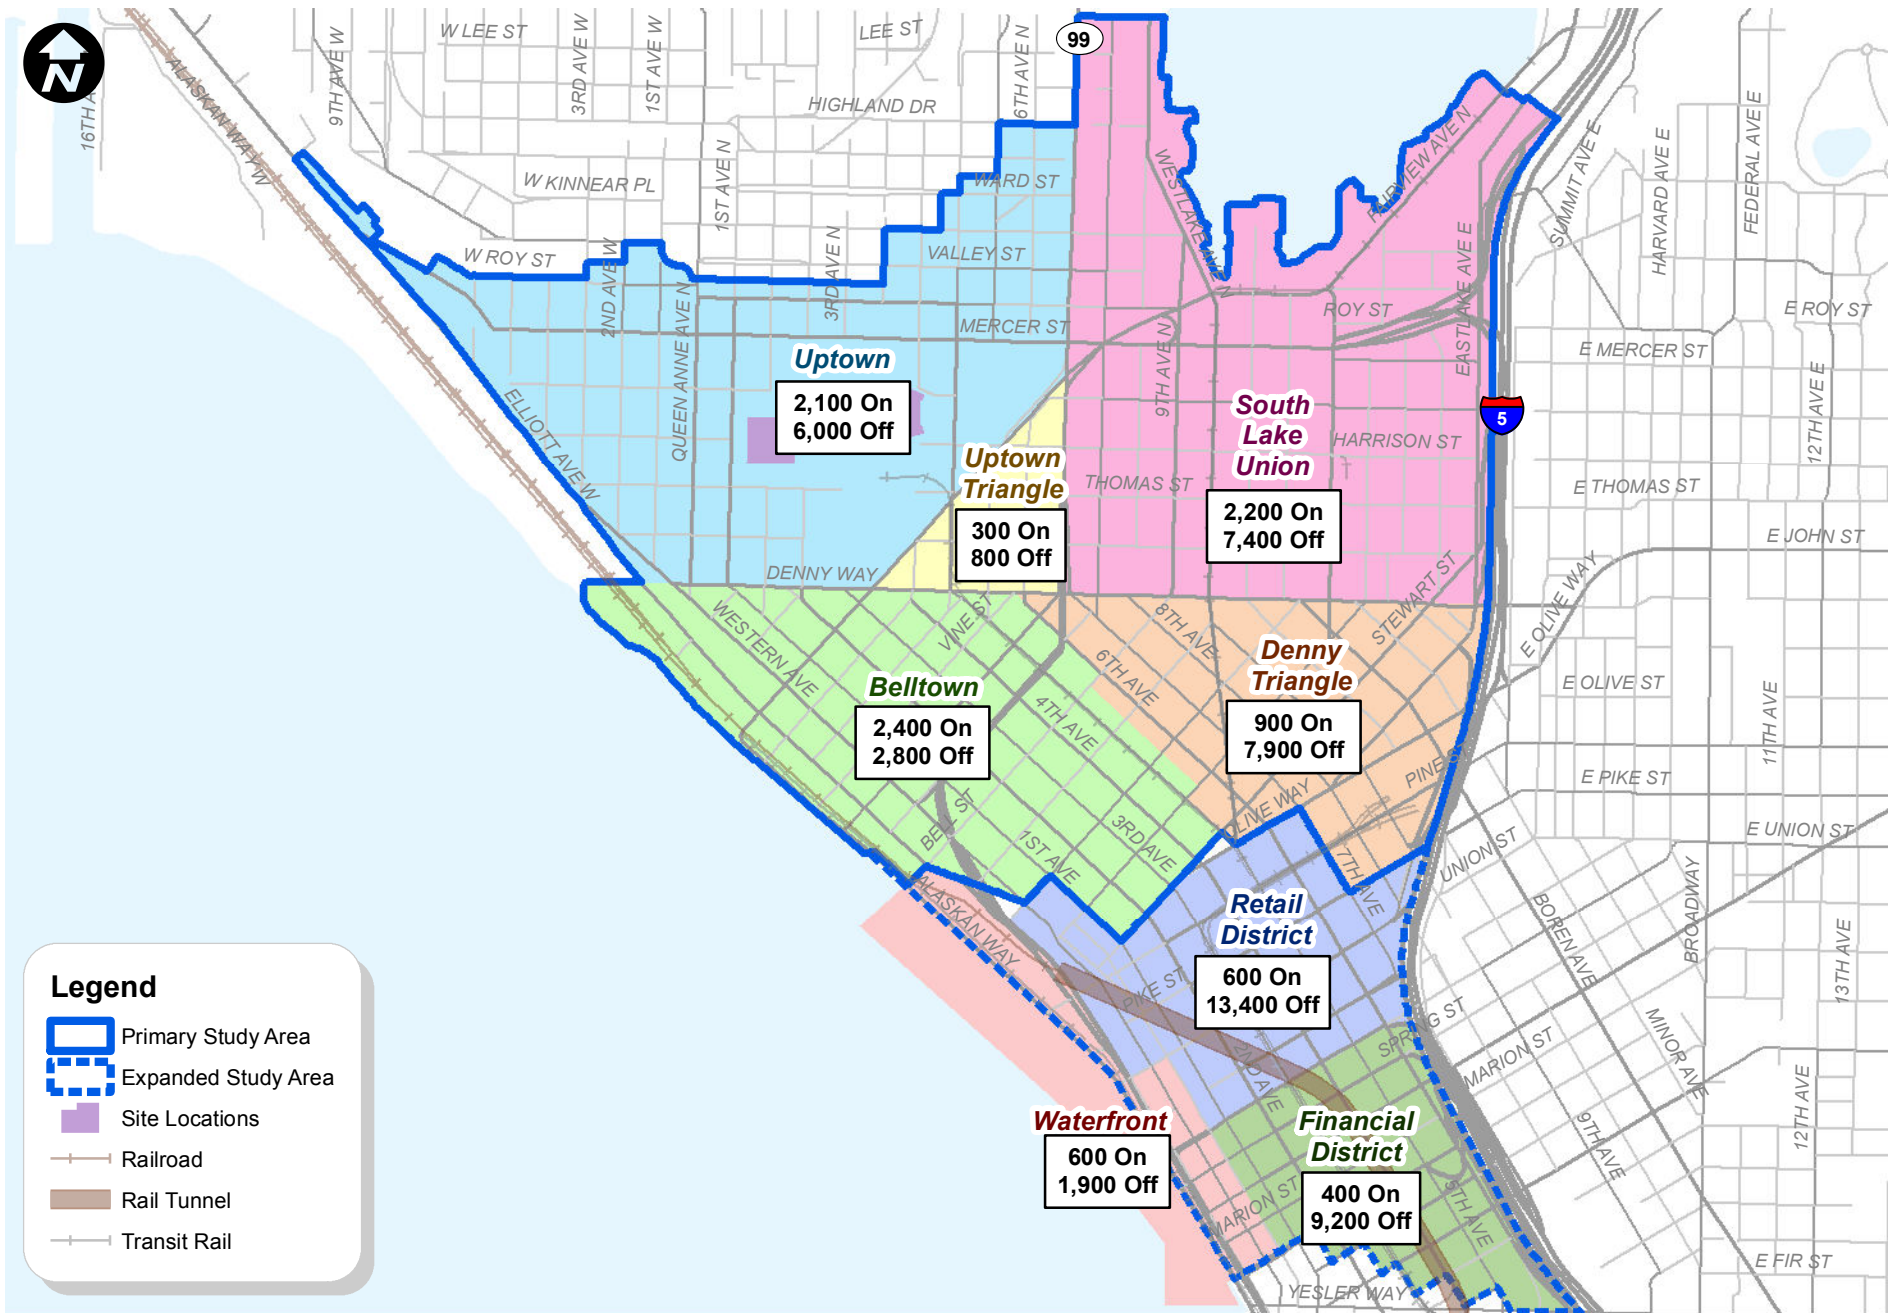 N
16TH A
ALASKAN WAY W
9TH AVE W
W LEE ST
3RD AVE W
1ST AVE W
LEE ST
6TH AVE N
99
HIGHLAND DR
W KINNEAR PL
1ST AVE N
WARD ST
W ROY ST
2ND AVE W
3RD AVE N
VALLEY ST
QUEEN ANNE AVE N
MERCER ST
WESTLAKE AVE N
FAIRVIEW AVE N
EASTLAKE AVE E
ROY ST
9TH AVE N
SUMMIT AVE E
HARVARD AVE E
FEDERAL AVE E
E ROY ST
E MERCER ST
12TH AVE E
Uptown
2,100 On
6,000 Off
ELLIOTT AVE W
Uptown
Triangle
300 On
800 Off
South
Lake
Union
2,200 On
7,400 Off
THOMAS ST
HARRISON ST
5
E THOMAS ST
E JOHN ST
DENNY WAY
WESTERN AVE
VINE ST
8TH AVE
6TH AVE
4TH AVE
STEWART ST
E OLIVE WAY
E OLIVE ST
Belltown
2,400 On
2,800 Off
Denny
Triangle
900 On
7,900 Off
BELL ST
1ST AVE
3RD AVE
OLIVE WAY
PINE
7TH AVE
11TH AVE
E PIKE ST
E UNION ST
UNION ST
BROADWAY
BOREN AVE
13TH AVE
ALASKAN WAY
Retail
District
600 On
13,400 Off
PIKE ST
2ND AVE
SPRING ST
MARION ST
MINOR AVE
12TH AVE
9TH AVE
Waterfront
600 On
1,900 Off
Financial
District
400 On
9,200 Off
MARION ST
5TH AVE
YESLER WAY
E FIR ST
Legend
Primary Study Area
Expanded Study Area
Site Locations
Railroad
Rail Tunnel
Transit Rail